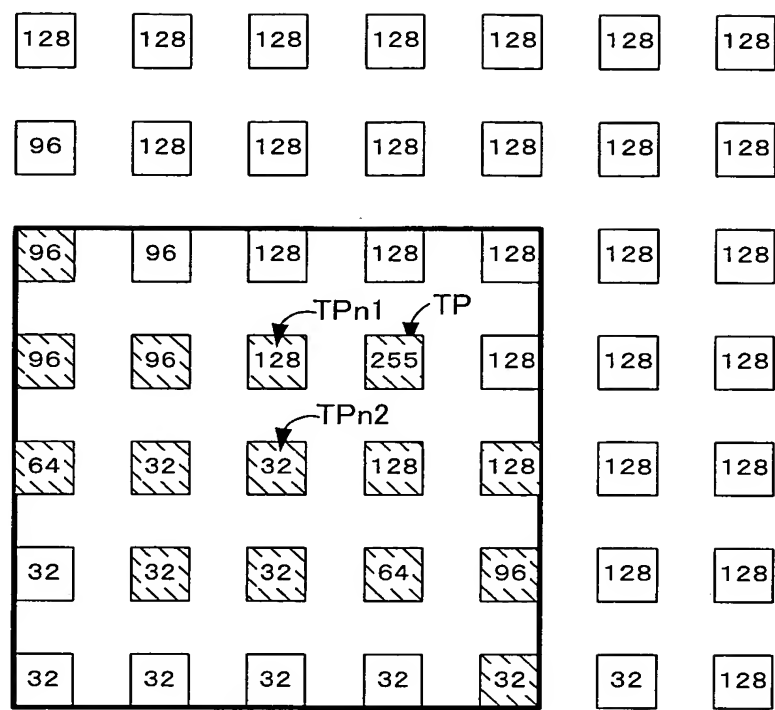 128 128 128 128 128 128 128
96 128 128 128 128 128 128
96 96 128 128 128 128 128
TPn1 TP
96 96 128 255 128 128 128
TPn2
64 32 32 128 128 128 128
32 32 32 64 96 128 128
32 32 32 32 32 32 128